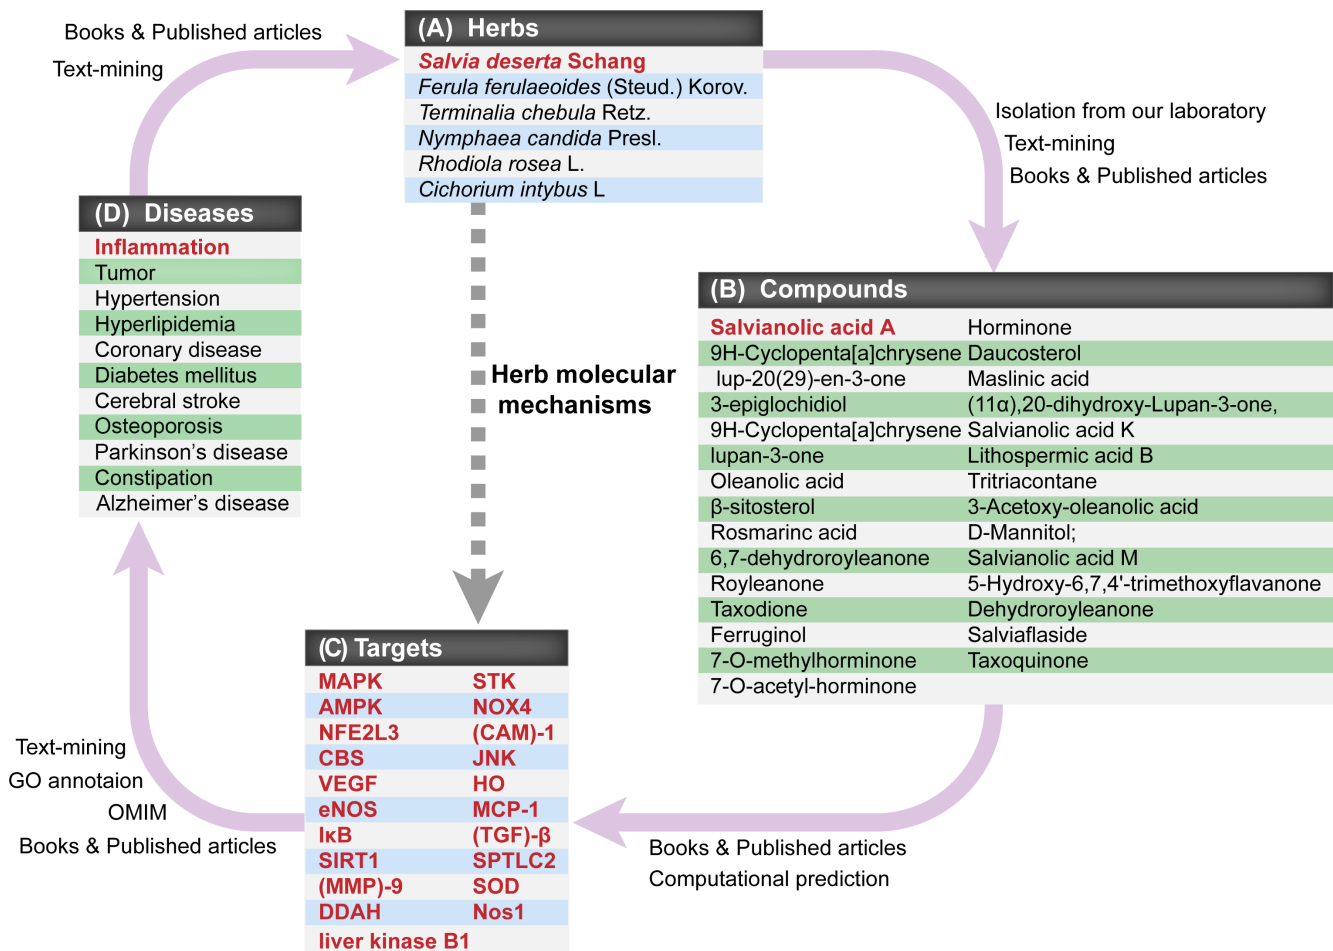 Books & Published articles
Text-mining
(A) Herbs
Salvia deserta Schang
Ferula ferulaeoides (Steud.) Korov.
Terminalia chebula Retz.
Nymphaea candida Presl.
Rhodiola rosea L.
Cichorium intybus L
Isolation from our laboratory
Text-mining
Books & Published articles
(D) Diseases
Inflammation
Tumor
Hypertension
Hyperlipidemia
Coronary disease
Diabetes mellitus
Cerebral stroke
Osteoporosis
Parkinson's disease
Constipation
Alzheimer's disease
Herb molecular
mechanisms
(B) Compounds
Salvianolic acid A Horminone
9H-Cyclopenta[a]chrysene Daucosterol
lup-20(29)-en-3-one Maslinic acid
3-epiglochidiol (11α),20-dihydroxy-Lupan-3-one,
9H-Cyclopenta[a]chrysene Salvianolic acid K
lupan-3-one Lithospermic acid B
Oleanolic acid Tritriacontane
β-sitosterol 3-Acetoxy-oleanolic acid
Rosmarinc acid D-Mannitol;
6,7-dehydroroyleanone Salvianolic acid M
Royleanone 5-Hydroxy-6,7,4'-trimethoxyflavanone
Taxodione Dehydroroyleanone
Ferruginol Salviaflaside
7-O-methylhorminone Taxoquinone
7-O-acetyl-horminone
(C) Targets
MAPK STK
AMPK NOX4
NFE2L3 (CAM)-1
CBS JNK
VEGF HO
eNOS MCP-1
IκB (TGF)-β
SIRT1 SPTLC2
(MMP)-9 SOD
DDAH Nos1
liver kinase B1
Text-mining
GO annotaion
OMIM
Books & Published articles
Books & Published articles
Computational prediction